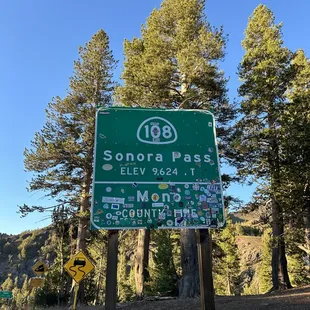 108
Sonora Pass
ELEV 9,624 FT
Mono
COUNTY LINE